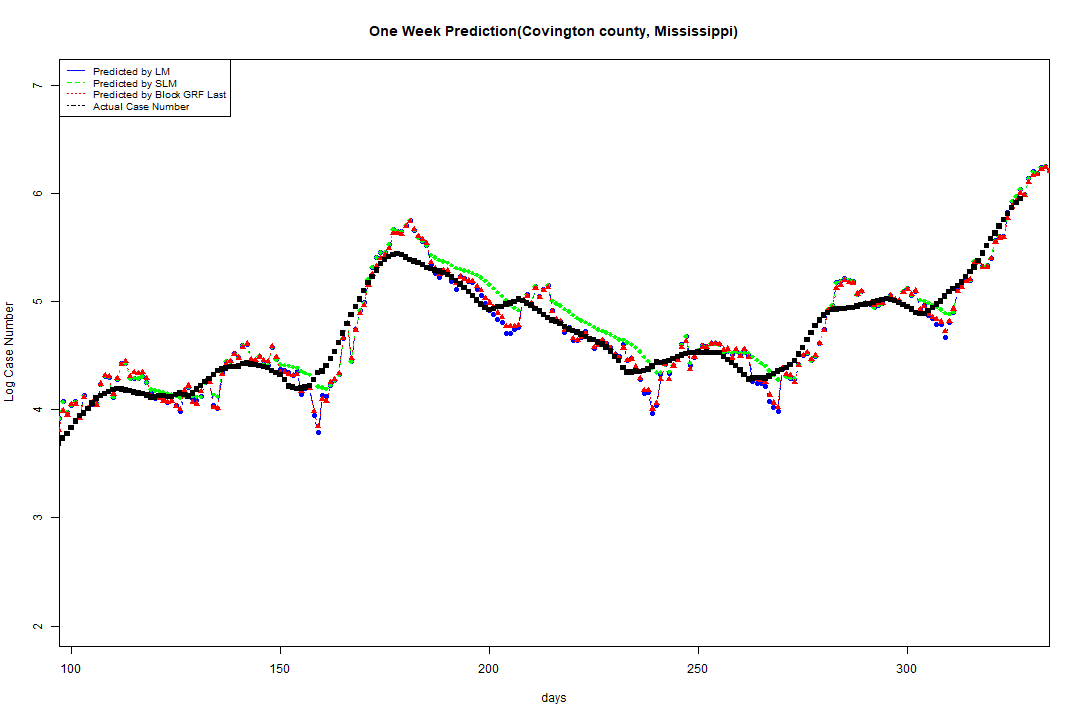 One Week Prediction(Covington county, Mississippi)
Predicted by LM
Predicted by SLM
Predicted by Block GRF Last
Actual Case Number
7
6
5
4
3
2
Log Case Number
100 150 200 250 300
days